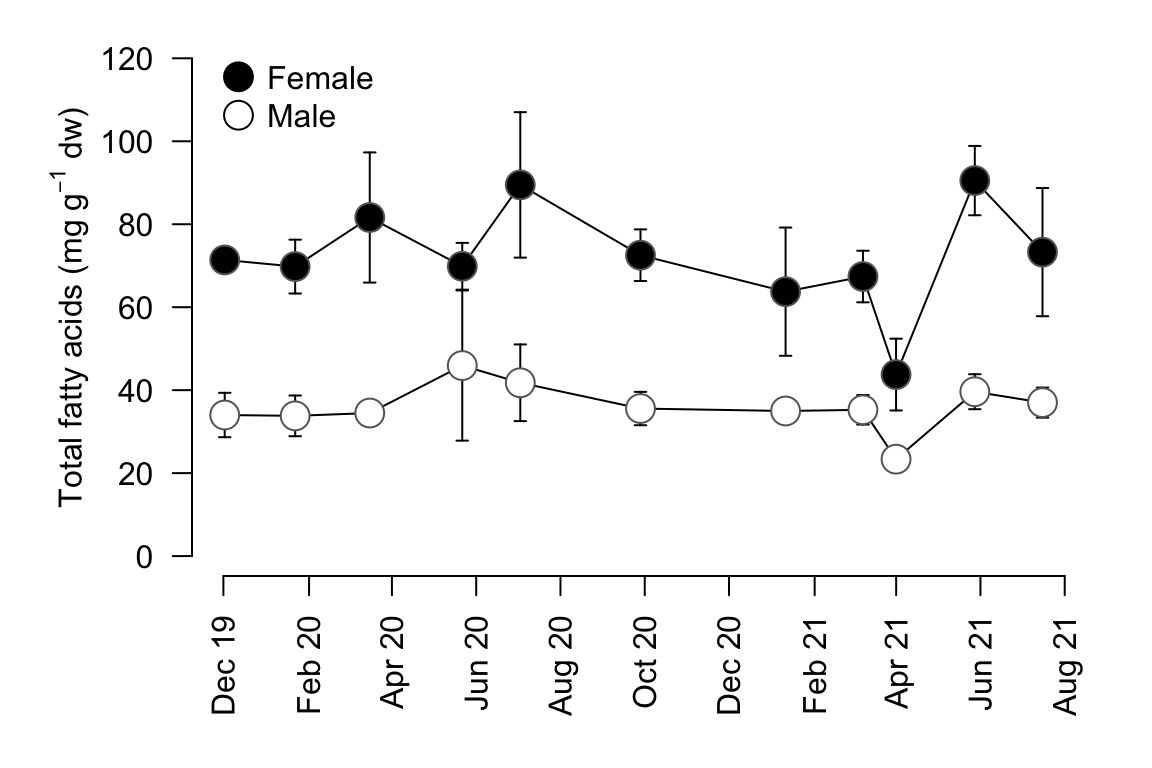 120
100
80
60
40
20
0
Total fatty acids (mg g⁻¹ dw)
Female
Male
Dec 19
Feb 20
Apr 20
Jun 20
Aug 20
Oct 20
Dec 20
Feb 21
Apr 21
Jun 21
Aug 21